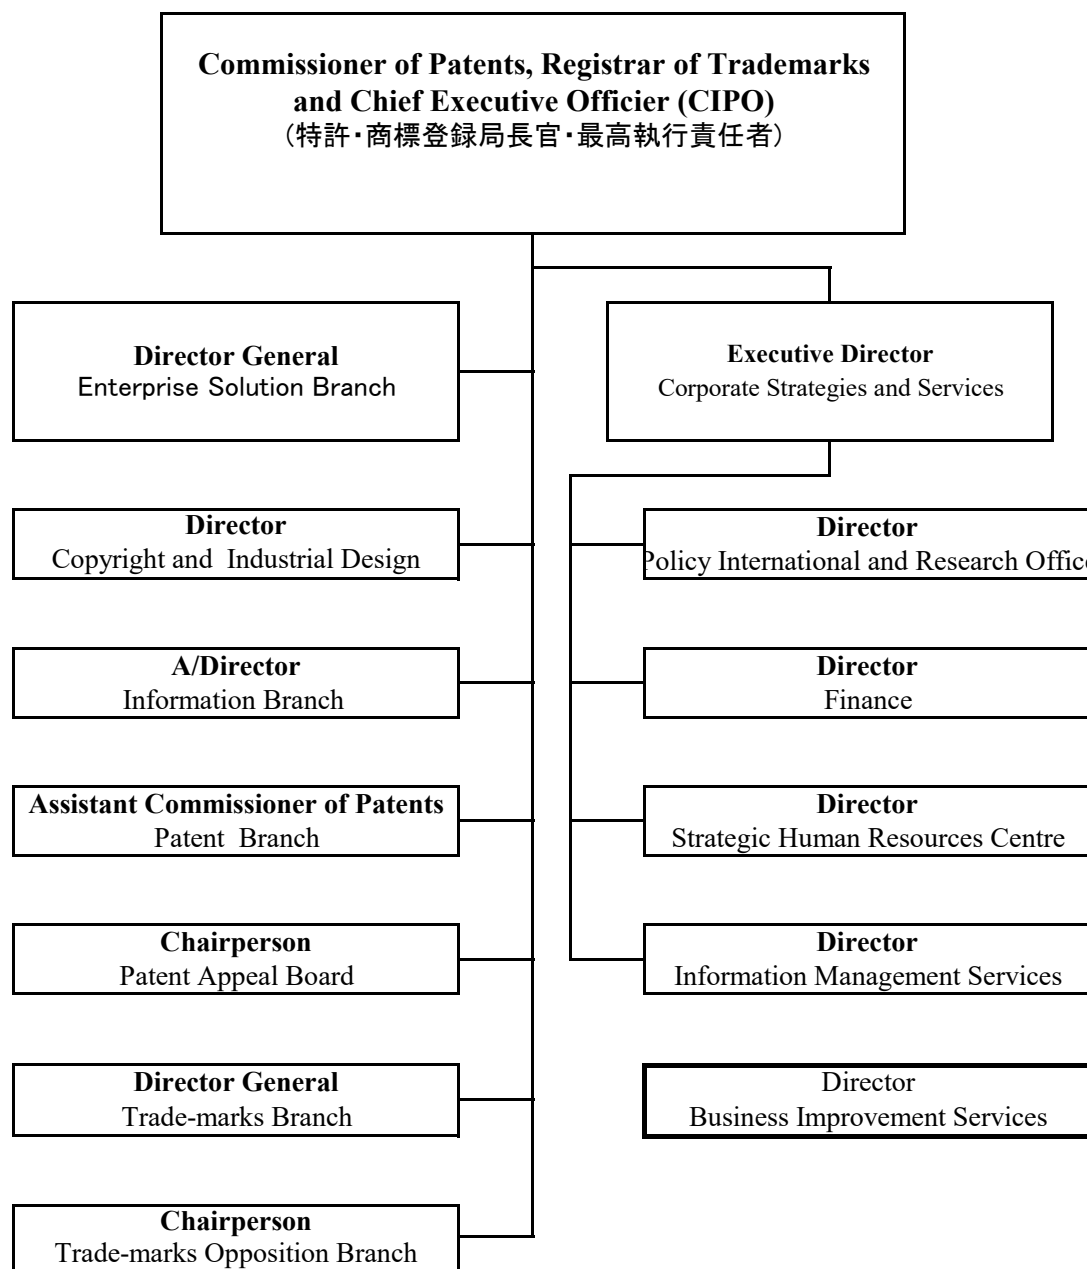 Commissioner of Patents, Registrar of Trademarks
and Chief Executive Officier (CIPO)
(特許・商標登録局長官・最高執行責任者)
Director General
Enterprise Solution Branch
Executive Director
Corporate Strategies and Services
Director
Copyright and Industrial Design
Director
Policy International and Research Office
A/Director
Information Branch
Director
Finance
Assistant Commissioner of Patents
Patent Branch
Director
Strategic Human Resources Centre
Chairperson
Patent Appeal Board
Director
Information Management Services
Director General
Trade-marks Branch
Director
Business Improvement Services
Chairperson
Trade-marks Opposition Branch